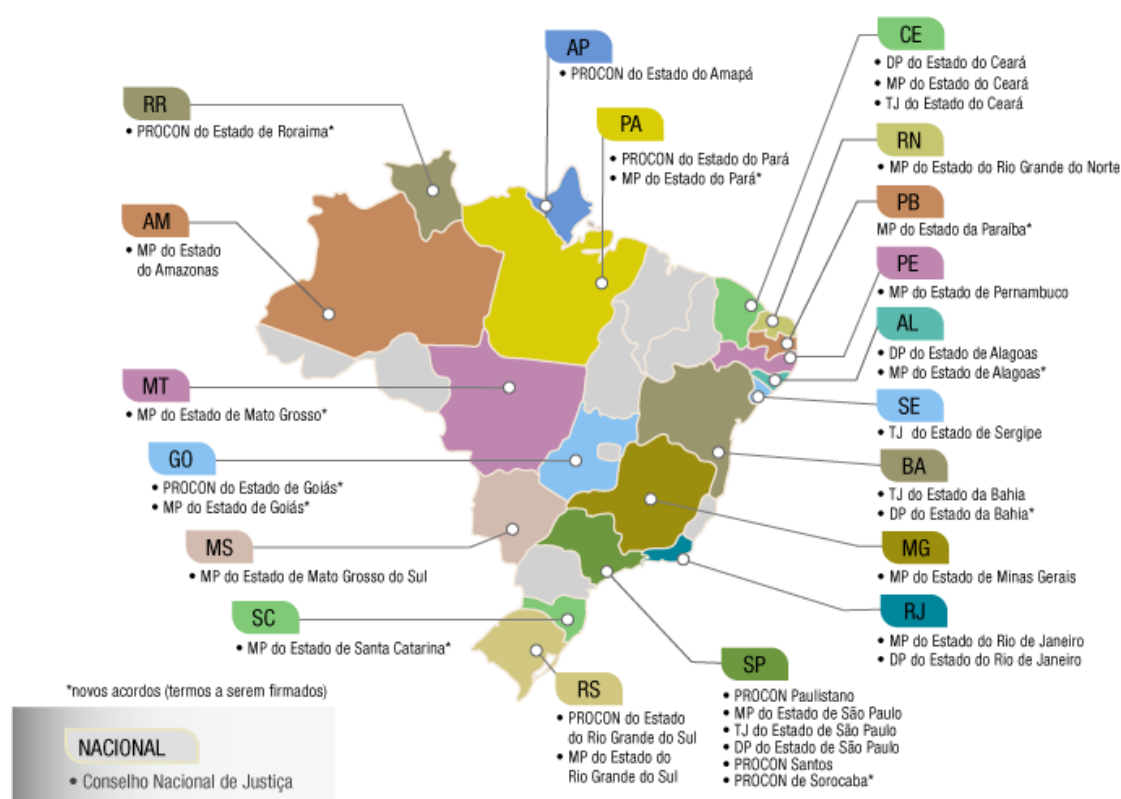 AP
• PROCON do Estado do Amapá
CE
• DP do Estado do Ceará
• MP do Estado do Ceará
• TJ do Estado do Ceará
RR
• PROCON do Estado de Roraima*
PA
• PROCON do Estado do Pará
• MP do Estado do Pará*
RN
• MP do Estado do Rio Grande do Norte
AM
• MP do Estado
do Amazonas
PB
MP do Estado da Paraíba*
PE
• MP do Estado de Pernambuco
AL
• DP do Estado de Alagoas
• MP do Estado de Alagoas*
MT
• MP do Estado de Mato Grosso*
SE
• TJ do Estado de Sergipe
GO
• PROCON do Estado de Goiás*
• MP do Estado de Goiás*
BA
• TJ do Estado da Bahia
• DP do Estado da Bahia*
MS
• MP do Estado de Mato Grosso do Sul
MG
• MP do Estado de Minas Gerais
SC
• MP do Estado de Santa Catarina*
RJ
• MP do Estado do Rio de Janeiro
• DP do Estado do Rio de Janeiro
RS
• PROCON do Estado
do Rio Grande do Sul
• MP do Estado do
Rio Grande do Sul
SP
• PROCON Paulistano
• MP do Estado de São Paulo
• TJ do Estado de São Paulo
• DP do Estado de São Paulo
• PROCON Santos
• PROCON de Sorocaba*
*novos acordos (termos a serem firmados)
NACIONAL
• Conselho Nacional de Justiça